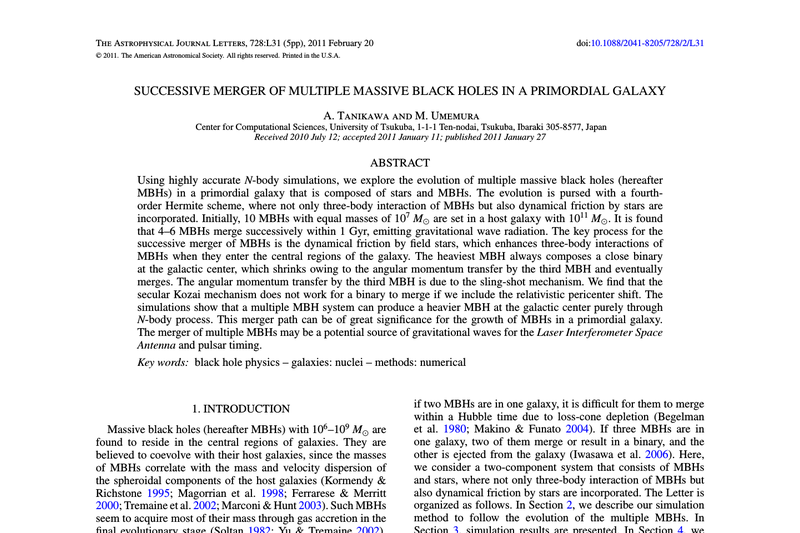 THE ASTROPHYSICAL JOURNAL LETTERS, 728:L31 (5pp), 2011 February 20
doi:10.1088/2041-8205/728/2/L31
© 2011. The American Astronomical Society. All rights reserved. Printed in the U.S.A.
SUCCESSIVE MERGER OF MULTIPLE MASSIVE BLACK HOLES IN A PRIMORDIAL GALAXY
A. TANIKAWA AND M. UMEMURA
Center for Computational Sciences, University of Tsukuba, 1-1-1 Ten-nodai, Tsukuba, Ibaraki 305-8577, Japan
Received 2010 July 12; accepted 2011 January 11; published 2011 January 27
ABSTRACT
Using highly accurate N-body simulations, we explore the evolution of multiple massive black holes (hereafter
MBHs) in a primordial galaxy that is composed of stars and MBHs. The evolution is pursed with a fourth-
order Hermite scheme, where not only three-body interaction of MBHs but also dynamical friction by stars are
incorporated. Initially, 10 MBHs with equal masses of 10⁷ M⊙ are set in a host galaxy with 10¹¹ M⊙. It is found
that 4–6 MBHs merge successively within 1 Gyr, emitting gravitational wave radiation. The key process for the
successive merger of MBHs is the dynamical friction by field stars, which enhances three-body interactions of
MBHs when they enter the central regions of the galaxy. The heaviest MBH always composes a close binary
at the galactic center, which shrinks owing to the angular momentum transfer by the third MBH and eventually
merges. The angular momentum transfer by the third MBH is due to the sling-shot mechanism. We find that the
secular Kozai mechanism does not work for a binary to merge if we include the relativistic pericenter shift. The
simulations show that a multiple MBH system can produce a heavier MBH at the galactic center purely through
N-body process. This merger path can be of great significance for the growth of MBHs in a primordial galaxy.
The merger of multiple MBHs may be a potential source of gravitational waves for the Laser Interferometer Space
Antenna and pulsar timing.
Key words: black hole physics – galaxies: nuclei – methods: numerical
1. INTRODUCTION
Massive black holes (hereafter MBHs) with 10⁶–10⁹ M⊙ are
found to reside in the central regions of galaxies. They are
believed to coevolve with their host galaxies, since the masses
of MBHs correlate with the mass and velocity dispersion of
the spheroidal components of the host galaxies (Kormendy &
Richstone 1995; Magorrian et al. 1998; Ferrarese & Merritt
2000; Tremaine et al. 2002; Marconi & Hunt 2003). Such MBHs
seem to acquire most of their mass through gas accretion in the
final evolutionary stage (Soltan 1982; Yu & Tremaine 2002).
if two MBHs are in one galaxy, it is difficult for them to merge
within a Hubble time due to loss-cone depletion (Begelman
et al. 1980; Makino & Funato 2004). If three MBHs are in
one galaxy, two of them merge or result in a binary, and the
other is ejected from the galaxy (Iwasawa et al. 2006). Here,
we consider a two-component system that consists of MBHs
and stars, where not only three-body interaction of MBHs but
also dynamical friction by stars are incorporated. The Letter is
organized as follows. In Section 2, we describe our simulation
method to follow the evolution of the multiple MBHs. In
Section 3, simulation results are presented. In Section 4, we